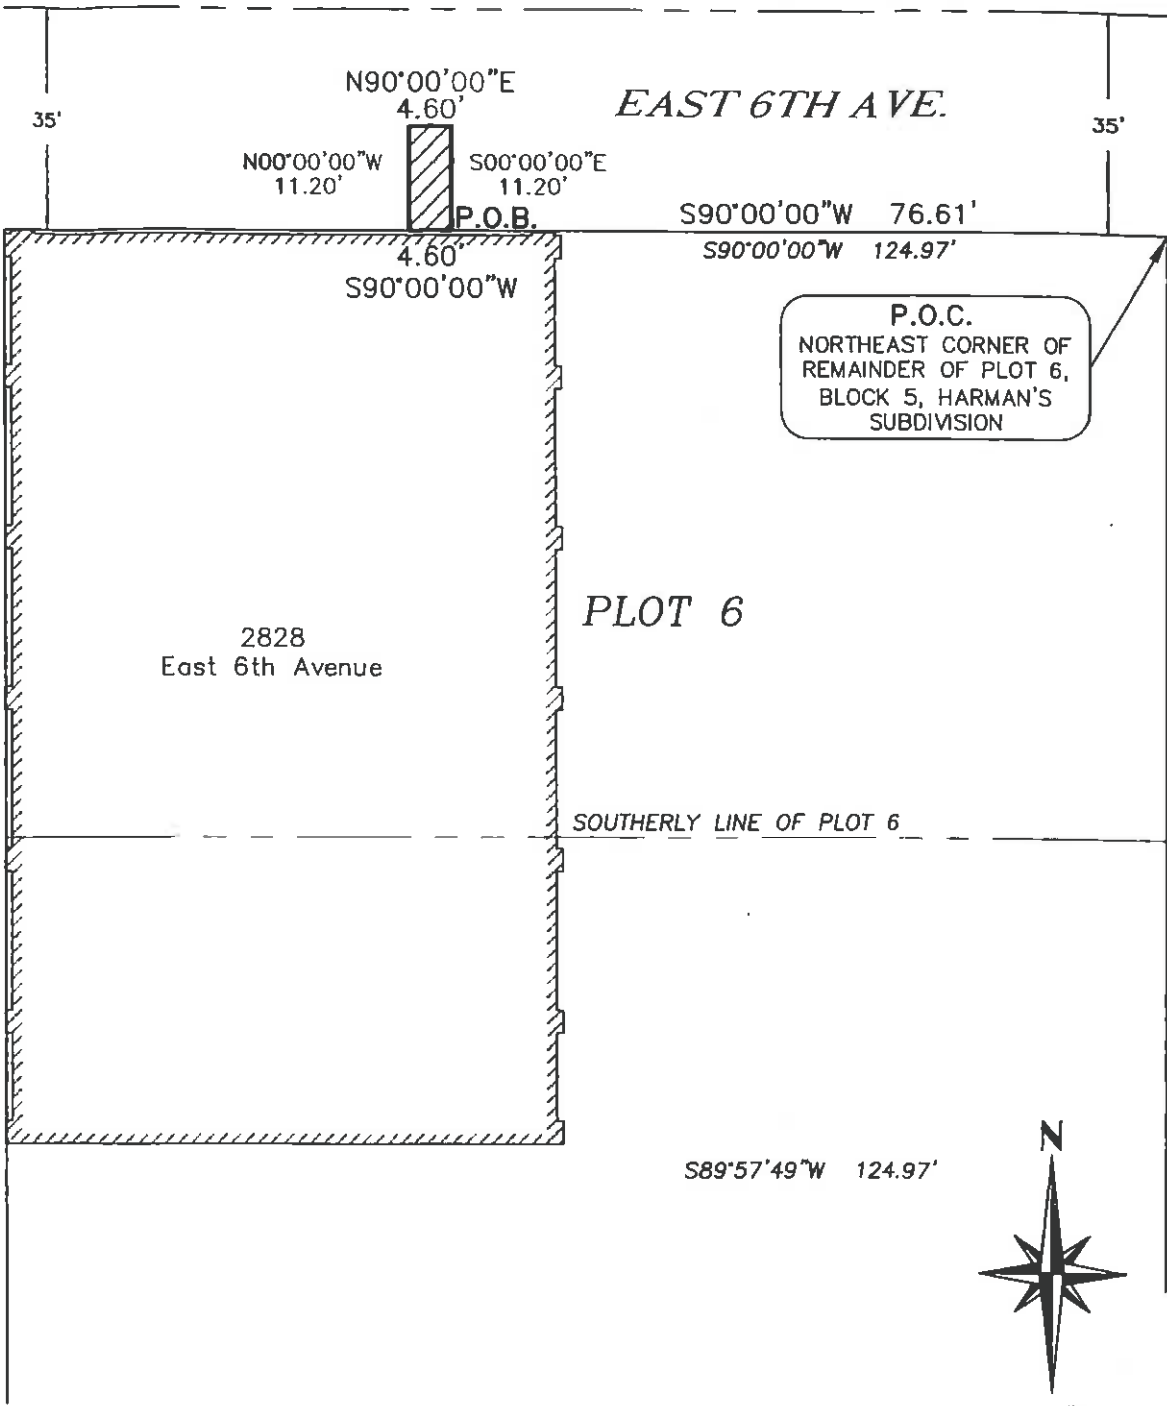 N90°00'00"E
4.60'
EAST 6TH AVE.
35'
35'
N00°00'00"W
11.20'
S00°00'00"E
11.20'
P.O.B.
S90°00'00"W 76.61'
S90°00'00"W 124.97'
4.60'
S90°00'00"W
P.O.C.
NORTHEAST CORNER OF
REMAINDER OF PLOT 6,
BLOCK 5, HARMAN'S
SUBDIVISION
PLOT 6
2828
East 6th Avenue
SOUTHERLY LINE OF PLOT 6
S89°57'49"W 124.97'
N